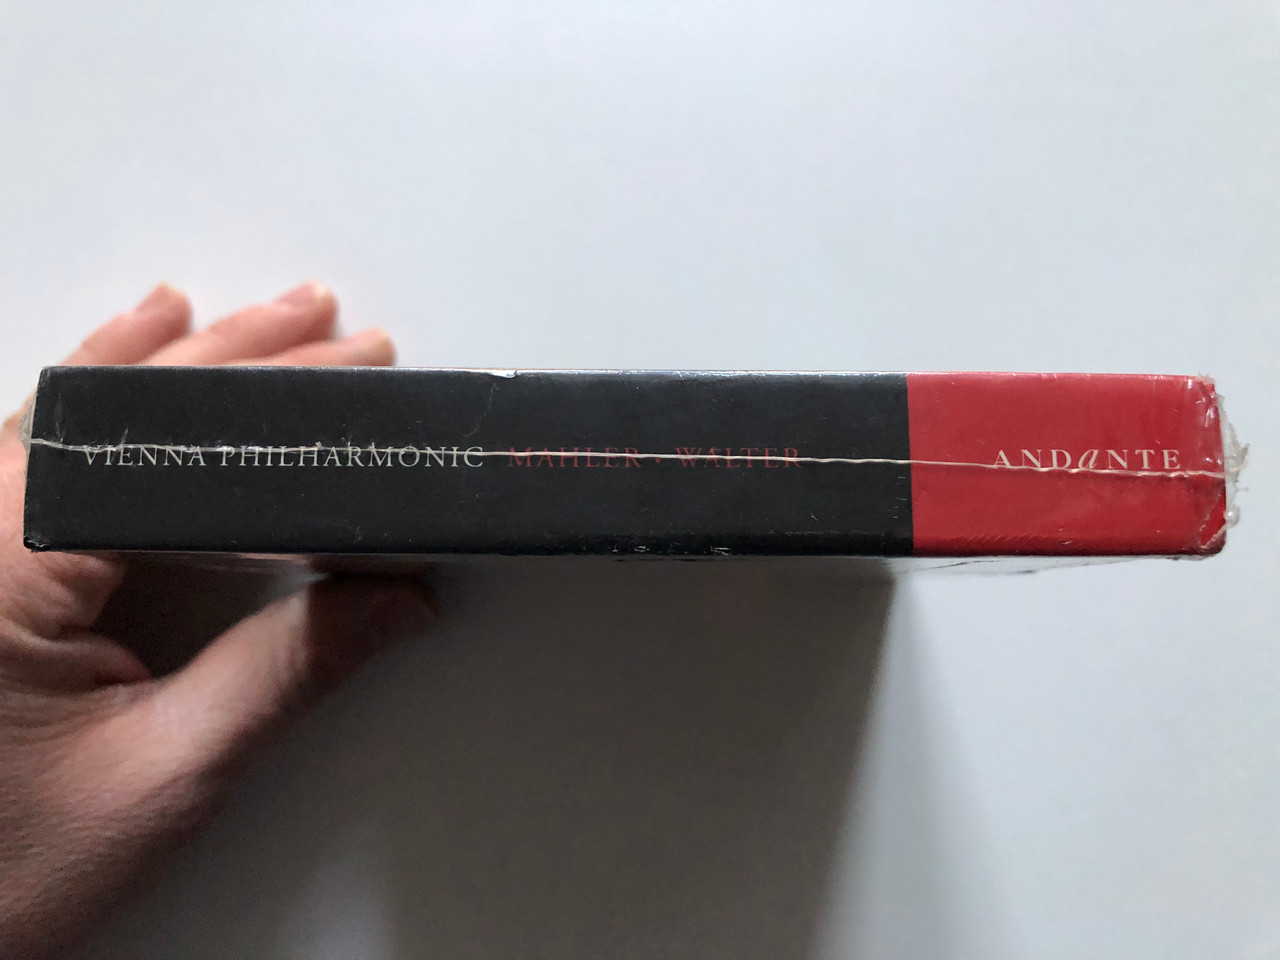 VIENNA PHILHARMONIC MAHLER · WALTER ANDaNTE